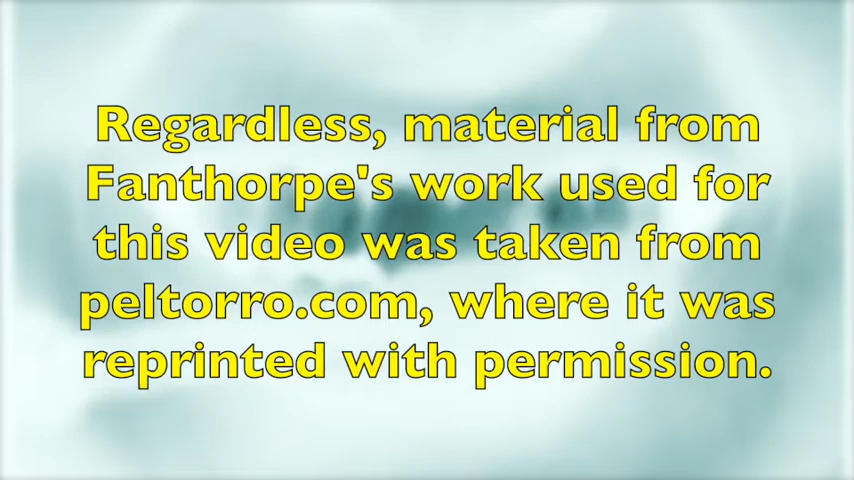 Regardless, material from
Fanthorpe's work used for
this video was taken from
peltorro.com, where it was
reprinted with permission.